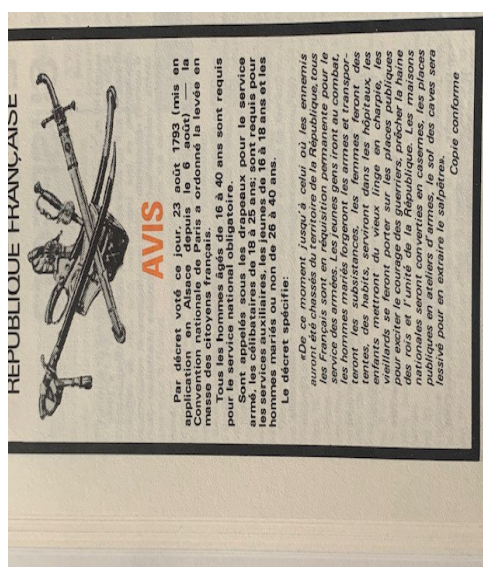 RÉPUBLIQUE FRANÇAISE
AVIS
Par décret voté ce jour, 23 août 1793 (mis en
application en Alsace depuis le 6 août) — la
Convention nationale de Paris a ordonné la levée en
masse des citoyens français.
Tous les hommes âgés de 16 à 40 ans sont requis
pour le service national obligatoire.
Sont appelés sous les drapeaux pour le service
armé, les célibataires de 18 à 25 ans; sont requis pour
les services auxiliaires, les jeunes de 16 à 18 ans et les
hommes mariés ou non de 26 à 40 ans.
Le décret spécifie:
«De ce moment jusqu'à celui où les ennemis
auront été chassés du territoire de la République, tous
les Français sont en réquisition permanente pour le
service des armées. Les jeunes gens iront au combat,
les hommes mariés forgeront les armes et transpor-
teront les subsistances, les femmes feront des
tentes, des habits, serviront dans les hôpitaux, les
enfants mettront du vieux linge en charpie, les
vieillards se feront porter sur les places publiques
pour exciter le courage des guerriers, prêcher la haine
des rois et l'unité de la République. Les maisons
nationales seront converties en casernes, les places
publiques en ateliers d'armes, le sol des caves sera
lessivé pour en extraire le salpêtre».
Copie conforme